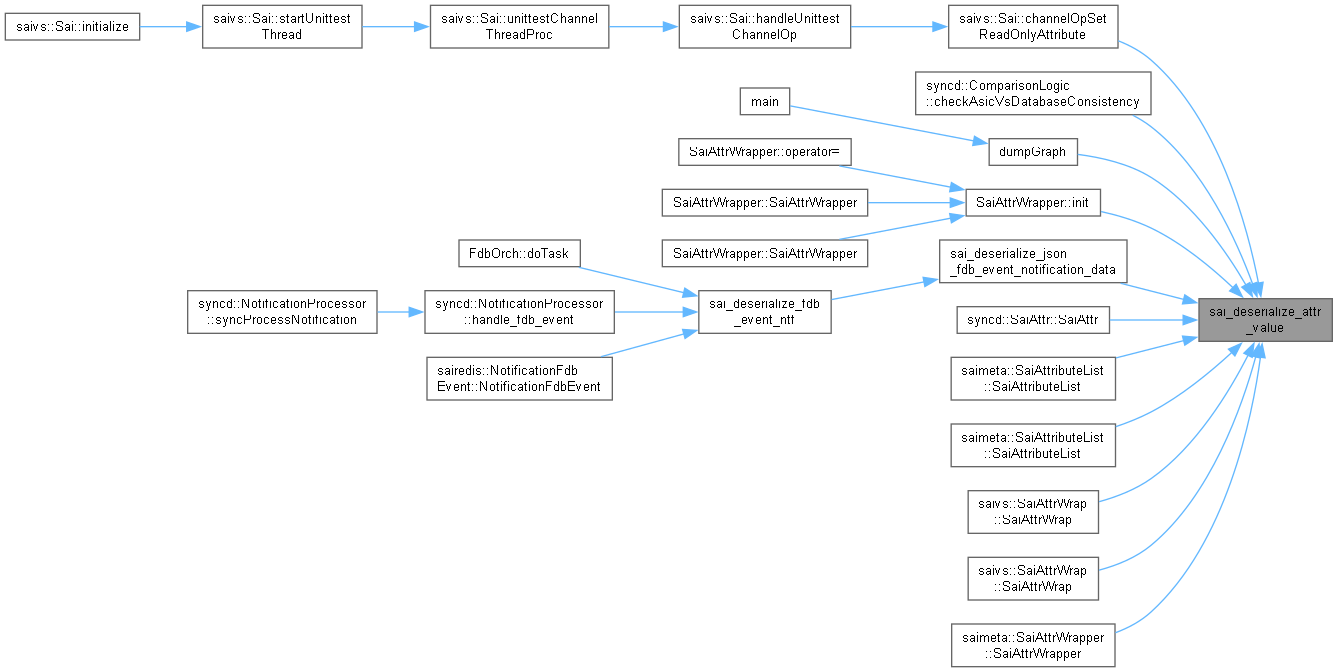 saivs::Sai::initialize
saivs::Sai::startUnittest
Thread
saivs::Sai::unittestChannel
ThreadProc
saivs::Sai::handleUnittest
ChannelOp
saivs::Sai::channelOpSet
ReadOnlyAttribute
syncd::ComparisonLogic
::checkAsicVsDatabaseConsistency
main
dumpGraph
SaiAttrWrapper::operator=
SaiAttrWrapper::SaiAttrWrapper
SaiAttrWrapper::init
SaiAttrWrapper::SaiAttrWrapper
FdbOrch::doTask
sai_deserialize_json
_fdb_event_notification_data
syncd::NotificationProcessor
::syncProcessNotification
syncd::NotificationProcessor
::handle_fdb_event
sai_deserialize_fdb
_event_ntf
syncd::SaiAttr::SaiAttr
sai_deserialize_attr
_value
sairedis::NotificationFdb
Event::NotificationFdbEvent
saimeta::SaiAttributeList
::SaiAttributeList
saimeta::SaiAttributeList
::SaiAttributeList
saivs::SaiAttrWrap
::SaiAttrWrap
saivs::SaiAttrWrap
::SaiAttrWrap
saimeta::SaiAttrWrapper
::SaiAttrWrapper